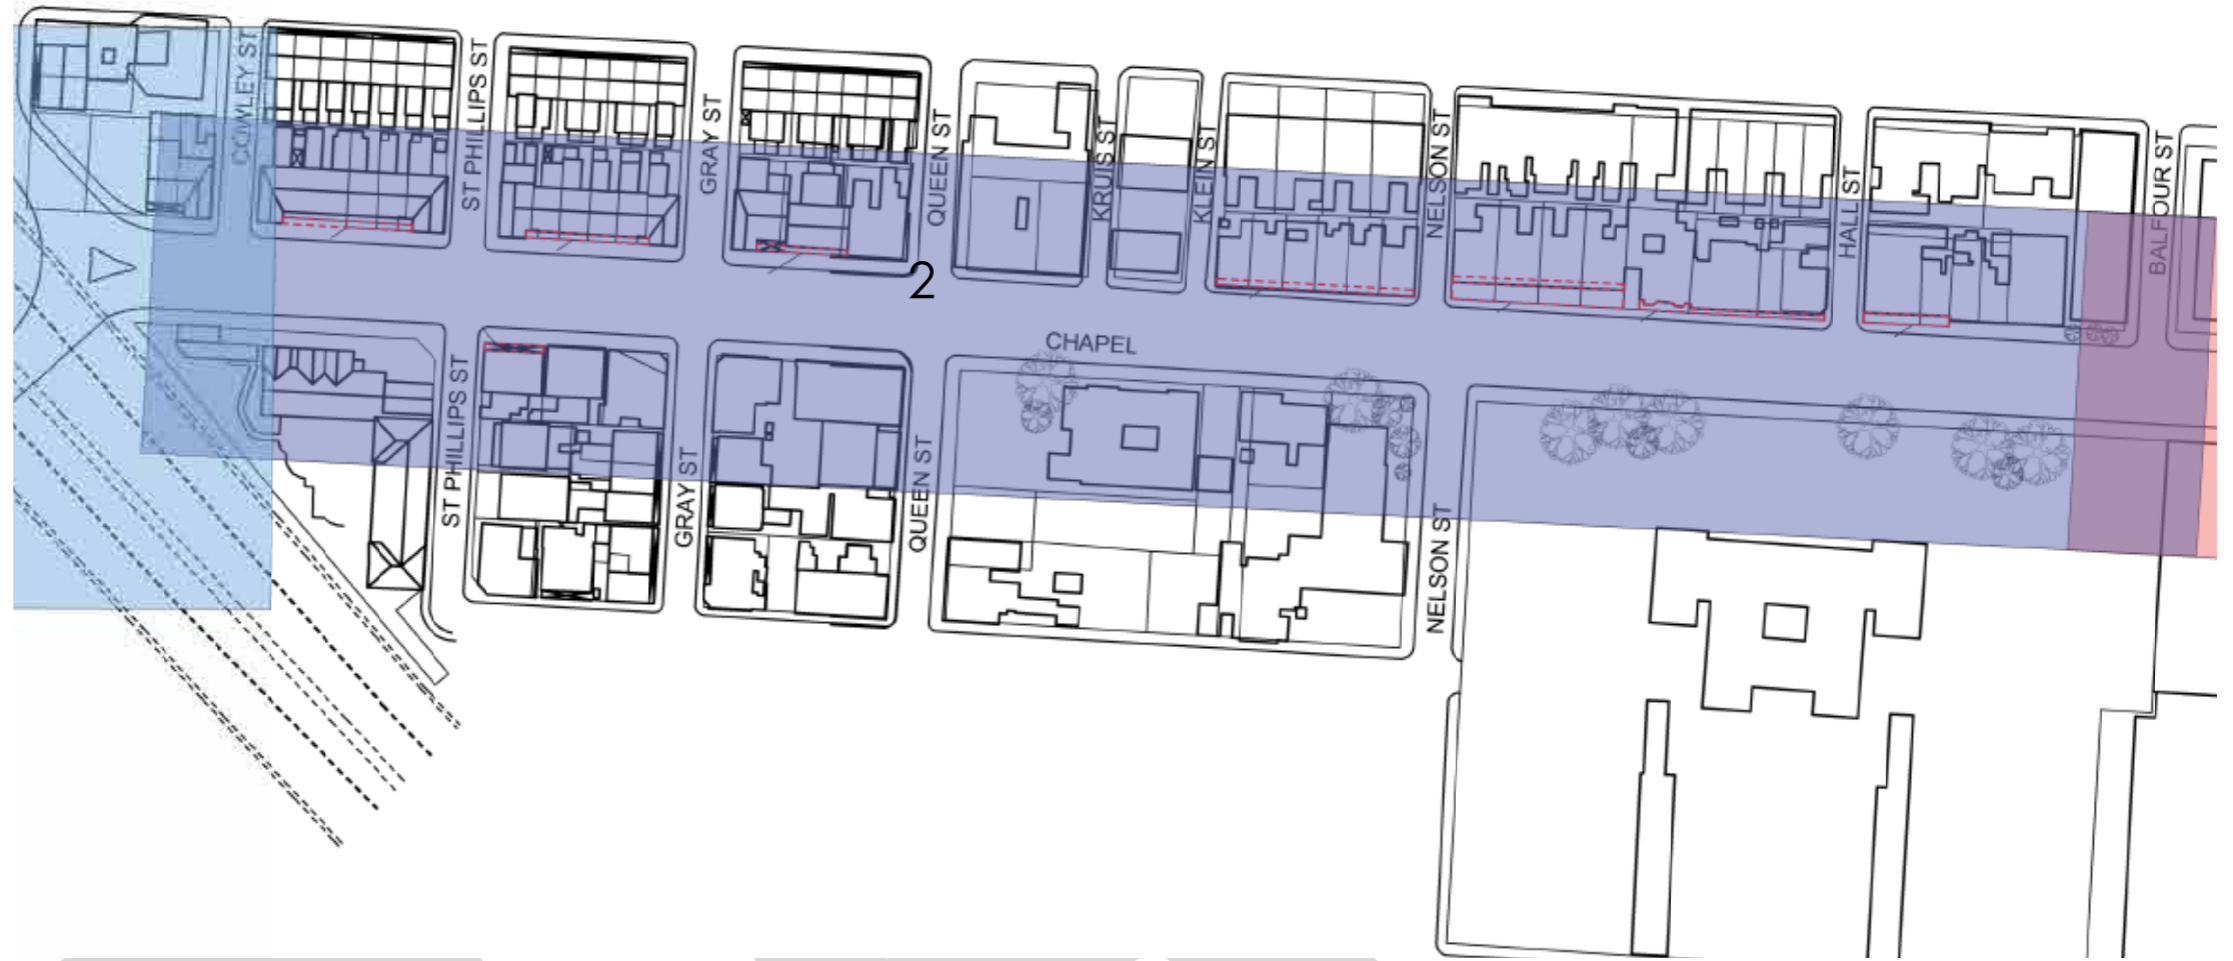 COWLEY ST
ST PHILLIPS ST
GRAY ST
QUEEN ST
KRUIS ST
KLEIN ST
NELSON ST
HALL ST
BALFOUR ST
2
CHAPEL
ST PHILLIPS ST
GRAY ST
QUEEN ST
NELSON ST